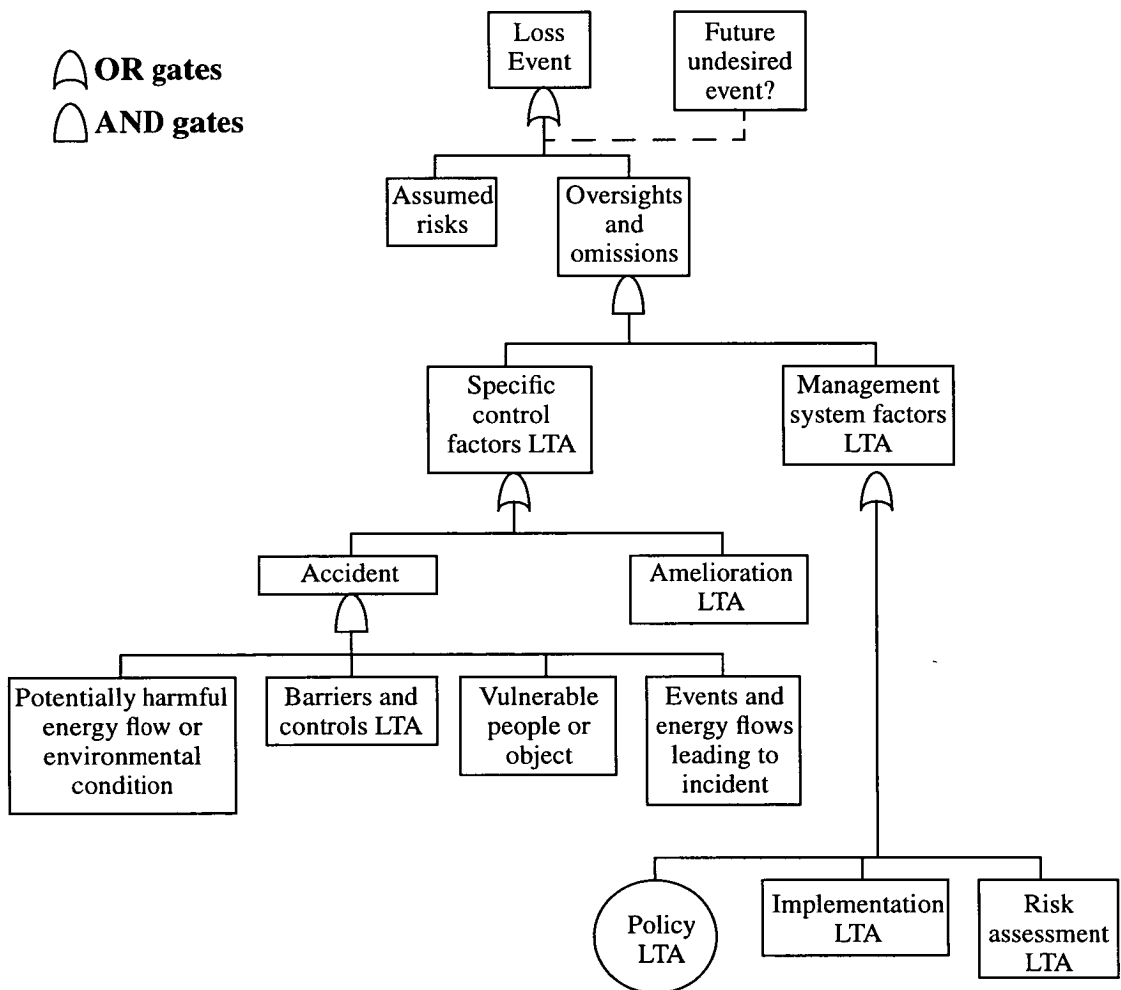 OR gates
AND gates
Loss
Event
Future
undesired
event?
Assumed
risks
Oversights
and
omissions
Specific
control
factors LTA
Management
system factors
LTA
Accident
Amelioration
LTA
Potentially harmful
energy flow or
environmental
condition
Barriers and
controls LTA
Vulnerable
people or
object
Events and
energy flows
leading to
incident
Policy
LTA
Implementation
LTA
Risk
assessment
LTA